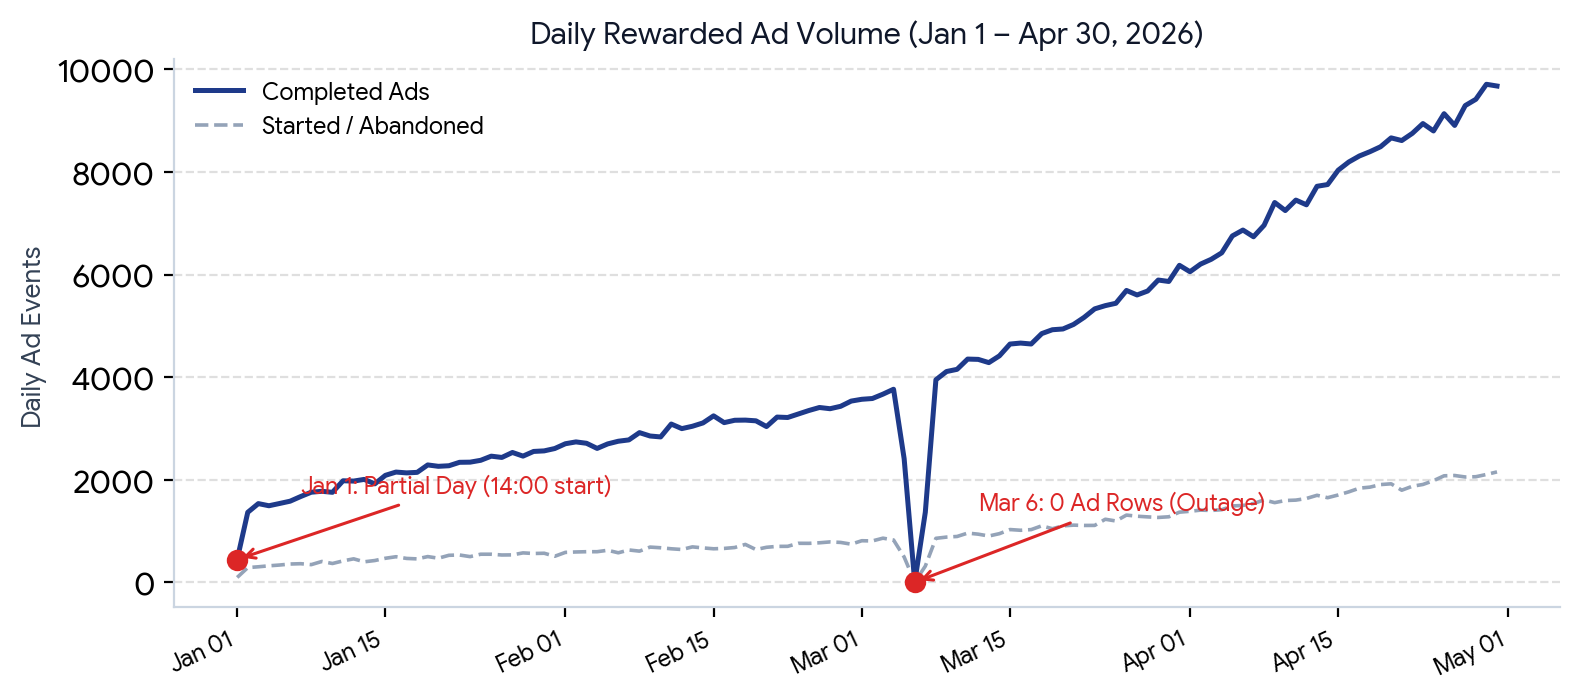 Daily Rewarded Ad Volume (Jan 1 – Apr 30, 2026)
Completed Ads
Started / Abandoned
Daily Ad Events
10000
8000
6000
4000
2000
0
Jan 1: Partial Day (14:00 start)
Mar 6: 0 Ad Rows (Outage)
Jan 01
Jan 15
Feb 01
Feb 15
Mar 01
Mar 15
Apr 01
Apr 15
May 01